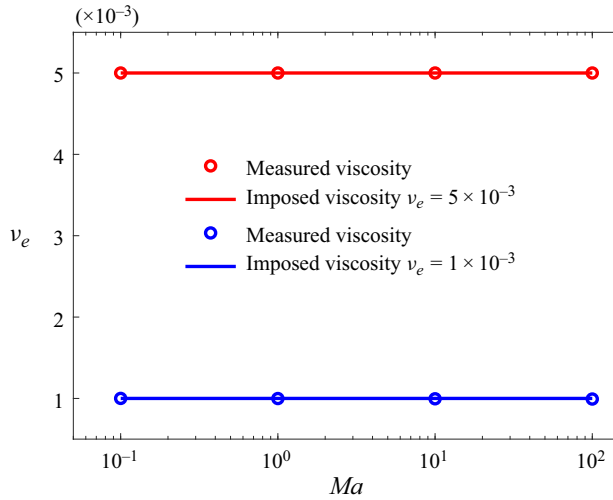 (×10⁻³)
5
4
Measured viscosity
Imposed viscosity νₑ = 5 × 10⁻³
3
Measured viscosity
νₑ
Imposed viscosity νₑ = 1 × 10⁻³
2
1
10⁻¹ 10⁰ 10¹ 10²
Ma